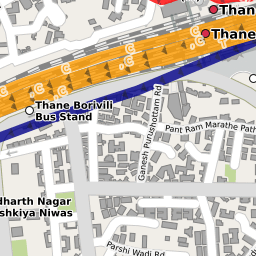 Than
Thane
Thane Borivili
Bus Stand
Pant Ram Marathe Path
Ganesh Purushottam Rd
dharth Nagar
shkiya Niwas
Parshi Wadi Rd